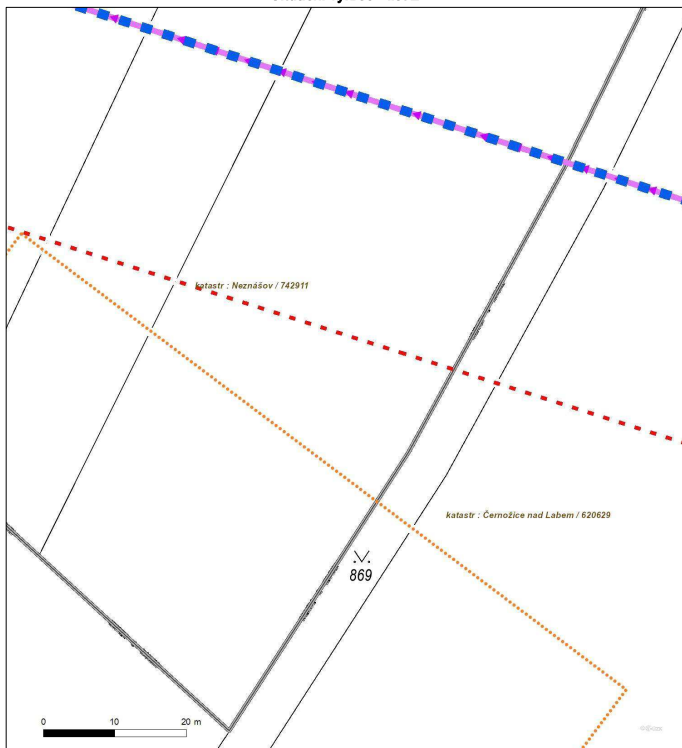 katastr : Neznášov / 742911
katastr : Černožice nad Labem / 620629
869
0 10 20 m